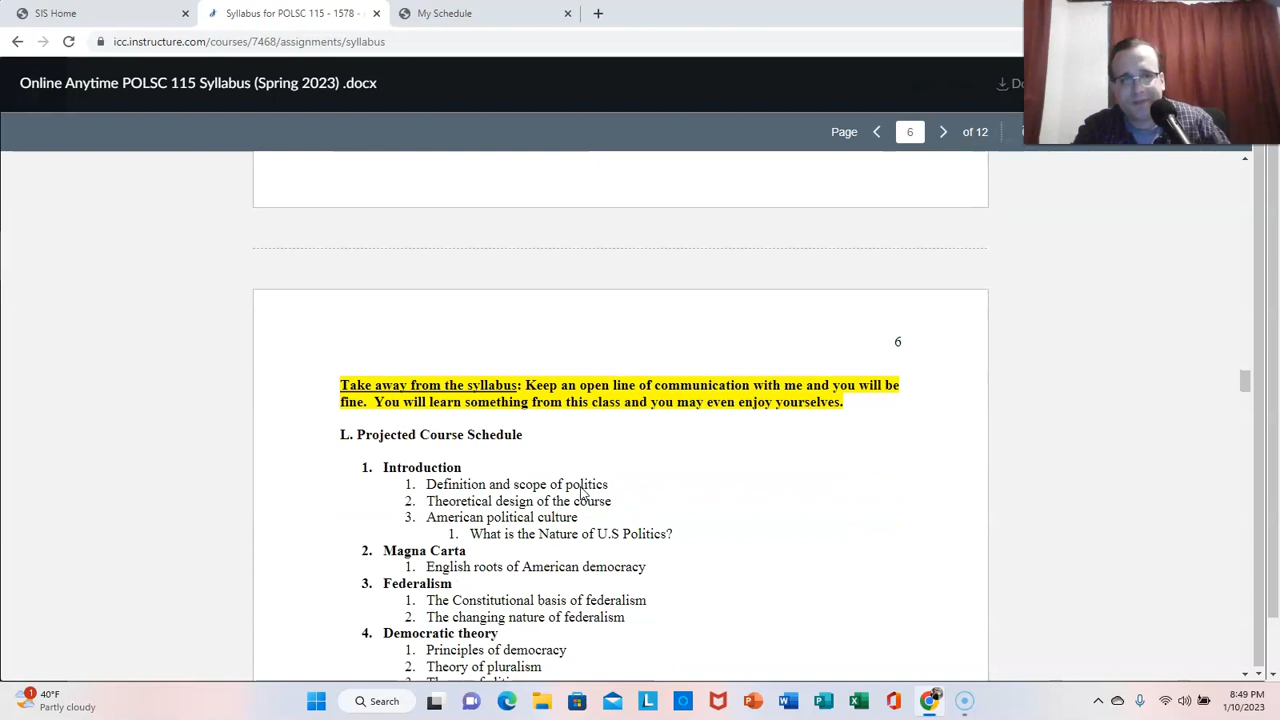 SIS Home
Syllabus for POLSC 115 - 1578 -
My Schedule
icc.instructure.com/courses/7468/assignments/syllabus
Online Anytime POLSC 115 Syllabus (Spring 2023) .docx
Page 6 of 12
6
Take away from the syllabus: Keep an open line of communication with me and you will be
fine. You will learn something from this class and you may even enjoy yourselves.
L. Projected Course Schedule
1. Introduction
1. Definition and scope of politics
2. Theoretical design of the course
3. American political culture
1. What is the Nature of U.S Politics?
2. Magna Carta
1. English roots of American democracy
3. Federalism
1. The Constitutional basis of federalism
2. The changing nature of federalism
4. Democratic theory
1. Principles of democracy
2. Theory of pluralism
1
40°F
Partly cloudy
Search
8:49 PM
1/10/2023